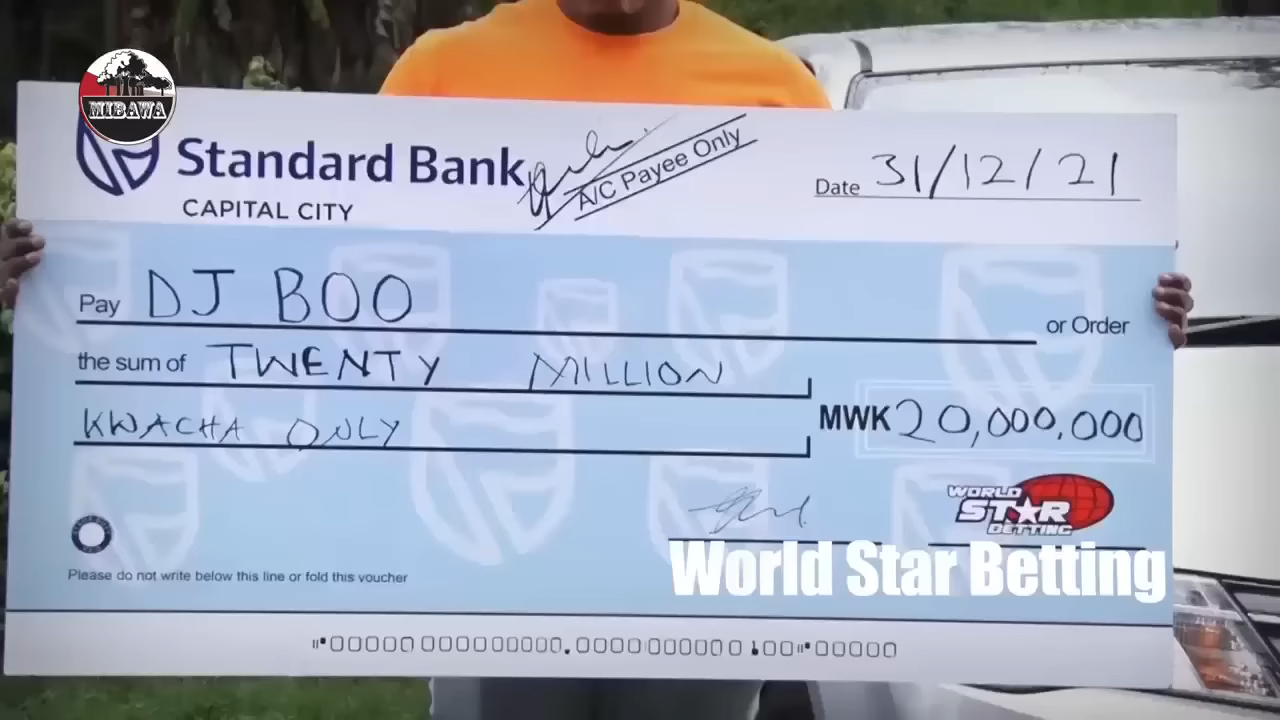 MIBAWA
Standard Bank
CAPITAL CITY
A/C Payee Only
Date 31/12/21
Pay DJ BOO or Order
the sum of TWENTY MILLION
KWACHA ONLY
MWK 20,000,000
WORLD
STAR
BETTING
World Star Betting
Please do not write below this line or fold this voucher